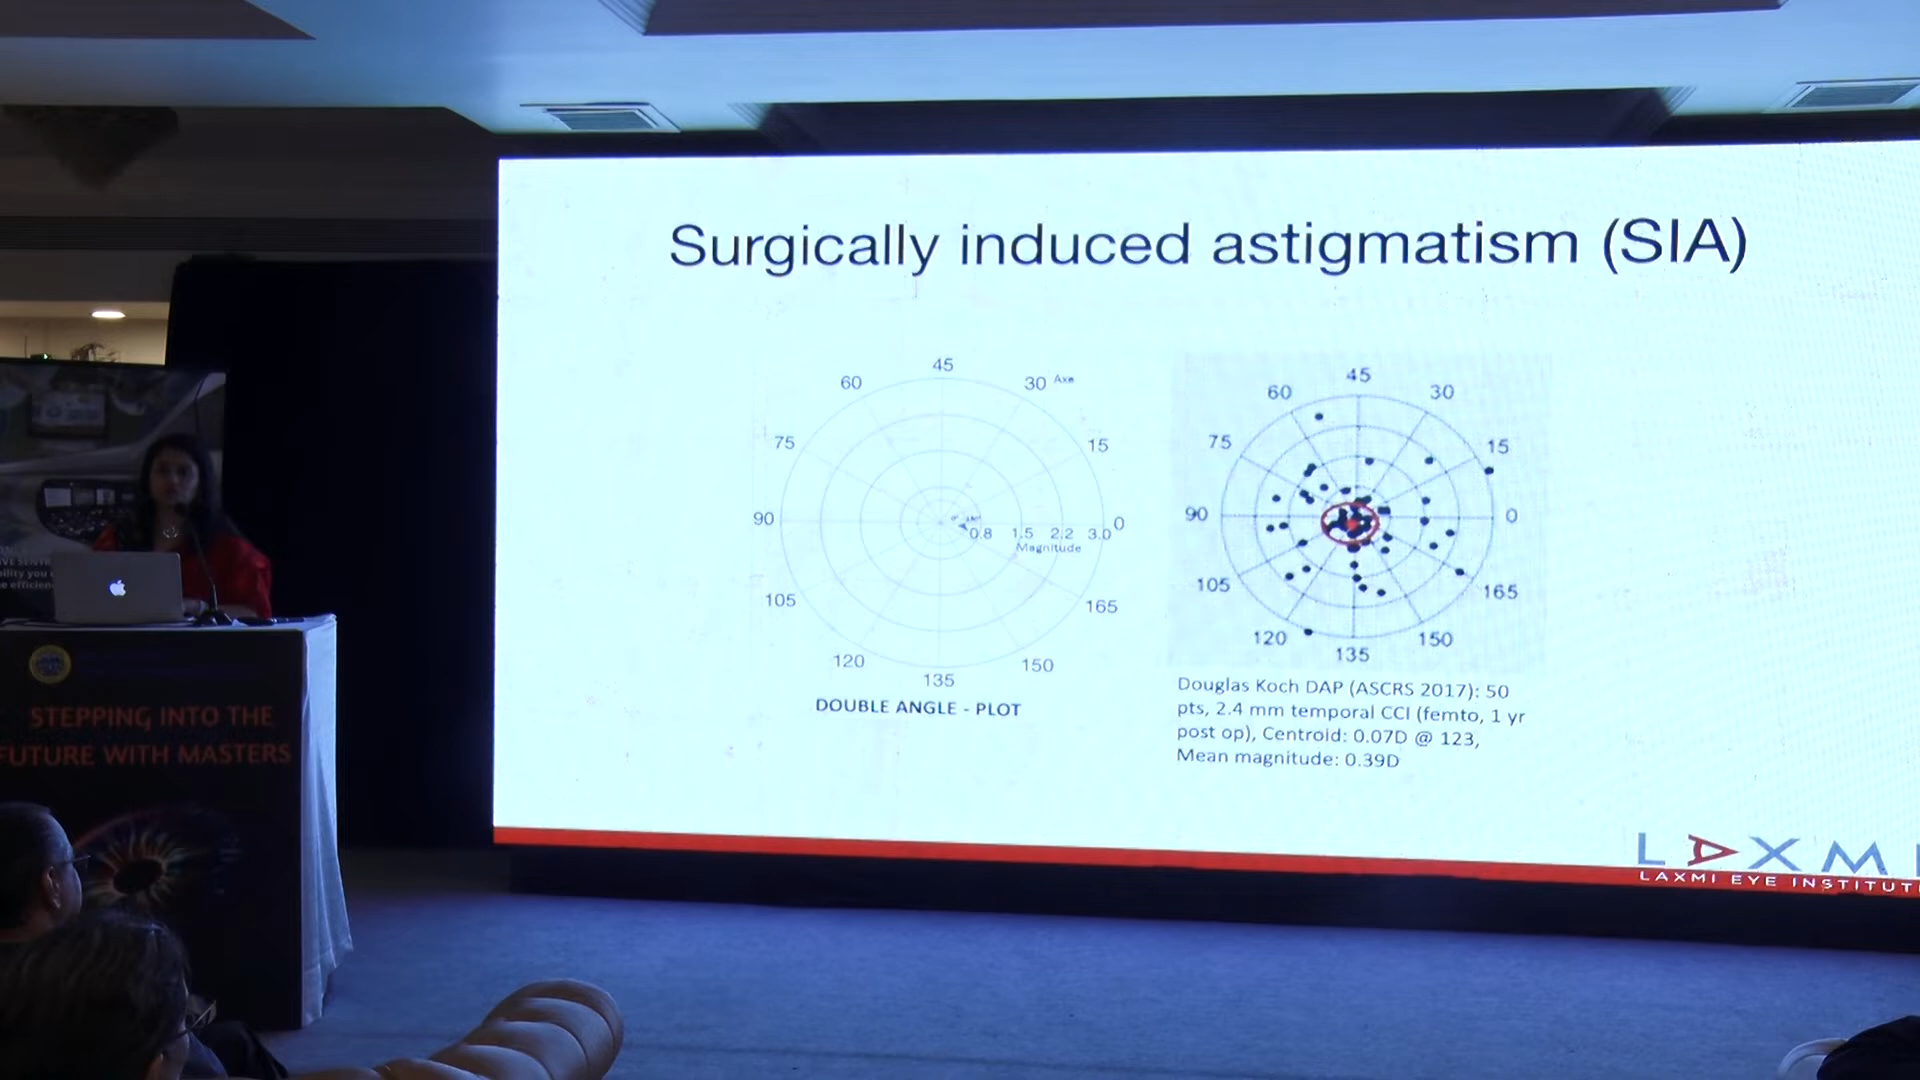 Surgically induced astigmatism (SIA)
45
60
30 Axe
75
15
90
0
0.8 1.5 2.2 3.0
Magnitude
105
165
120
150
135
DOUBLE ANGLE - PLOT
45
60
30
75
15
90
0
105
165
120
150
135
Douglas Koch DAP (ASCRS 2017): 50
pts, 2.4 mm temporal CCI (femto, 1 yr
post op), Centroid: 0.07D @ 123,
Mean magnitude: 0.39D
LAXM
LAXMI EYE INSTITUT
STEPPING INTO THE
FUTURE WITH MASTERS